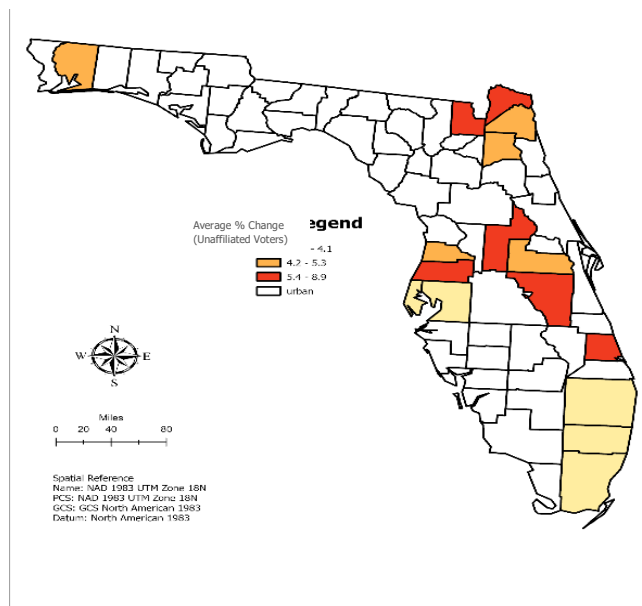 Average % Change
(Unaffiliated Voters)
egend
- 4.1
4.2 - 5.3
5.4 - 8.9
urban
N
W E
S
Miles
0 40 80
Spatial Reference
Name: NAD 1983 UTM Zone 18N
PCS: NAD 1983 UTM Zone 18N
GCS: GCS North American 1983
Datum: North American 1983